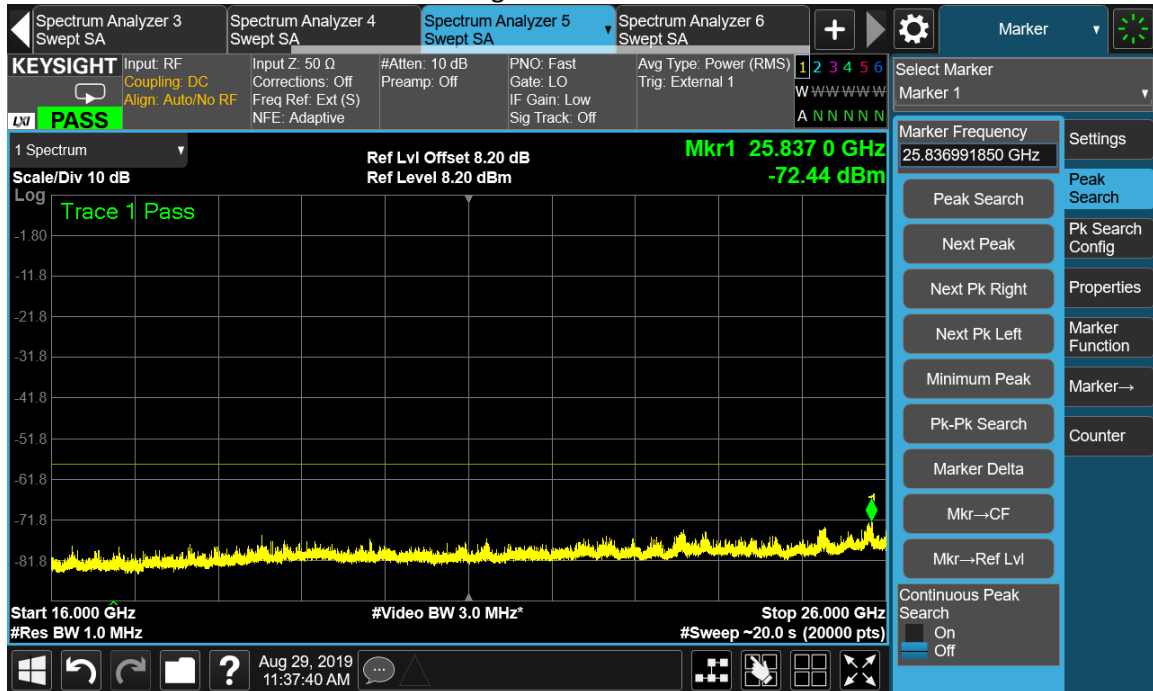 Spectrum Analyzer 3
Swept SA
Spectrum Analyzer 4
Swept SA
Spectrum Analyzer 5
Swept SA
Spectrum Analyzer 6
Swept SA
+
Marker
KEYSIGHT
LXI
PASS
Input: RF
Coupling: DC
Align: Auto/No RF
Input Z: 50 Ω
Corrections: Off
Freq Ref: Ext (S)
NFE: Adaptive
#Atten: 10 dB
Preamp: Off
PNO: Fast
Gate: LO
IF Gain: Low
Sig Track: Off
Avg Type: Power (RMS)
Trig: External 1
1 2 3 4 5 6
W W W W W W
A N N N N N
Select Marker
Marker 1
1 Spectrum
Scale/Div 10 dB
Ref Lvl Offset 8.20 dB
Ref Level 8.20 dBm
Mkr1 25.837 0 GHz
-72.44 dBm
Log
Trace 1 Pass
-1.80
-11.8
-21.8
-31.8
-41.8
-51.8
-61.8
-71.8
-81.8
1
Start 16.000 GHz
#Res BW 1.0 MHz
#Video BW 3.0 MHz*
Stop 26.000 GHz
#Sweep ~20.0 s (20000 pts)
Marker Frequency
25.836991850 GHz
Peak Search
Next Peak
Next Pk Right
Next Pk Left
Minimum Peak
Pk-Pk Search
Marker Delta
Mkr→CF
Mkr→Ref Lvl
Continuous Peak
Search
On
Off
Settings
Peak
Search
Pk Search
Config
Properties
Marker
Function
Marker→
Counter
?
Aug 29, 2019
11:37:40 AM